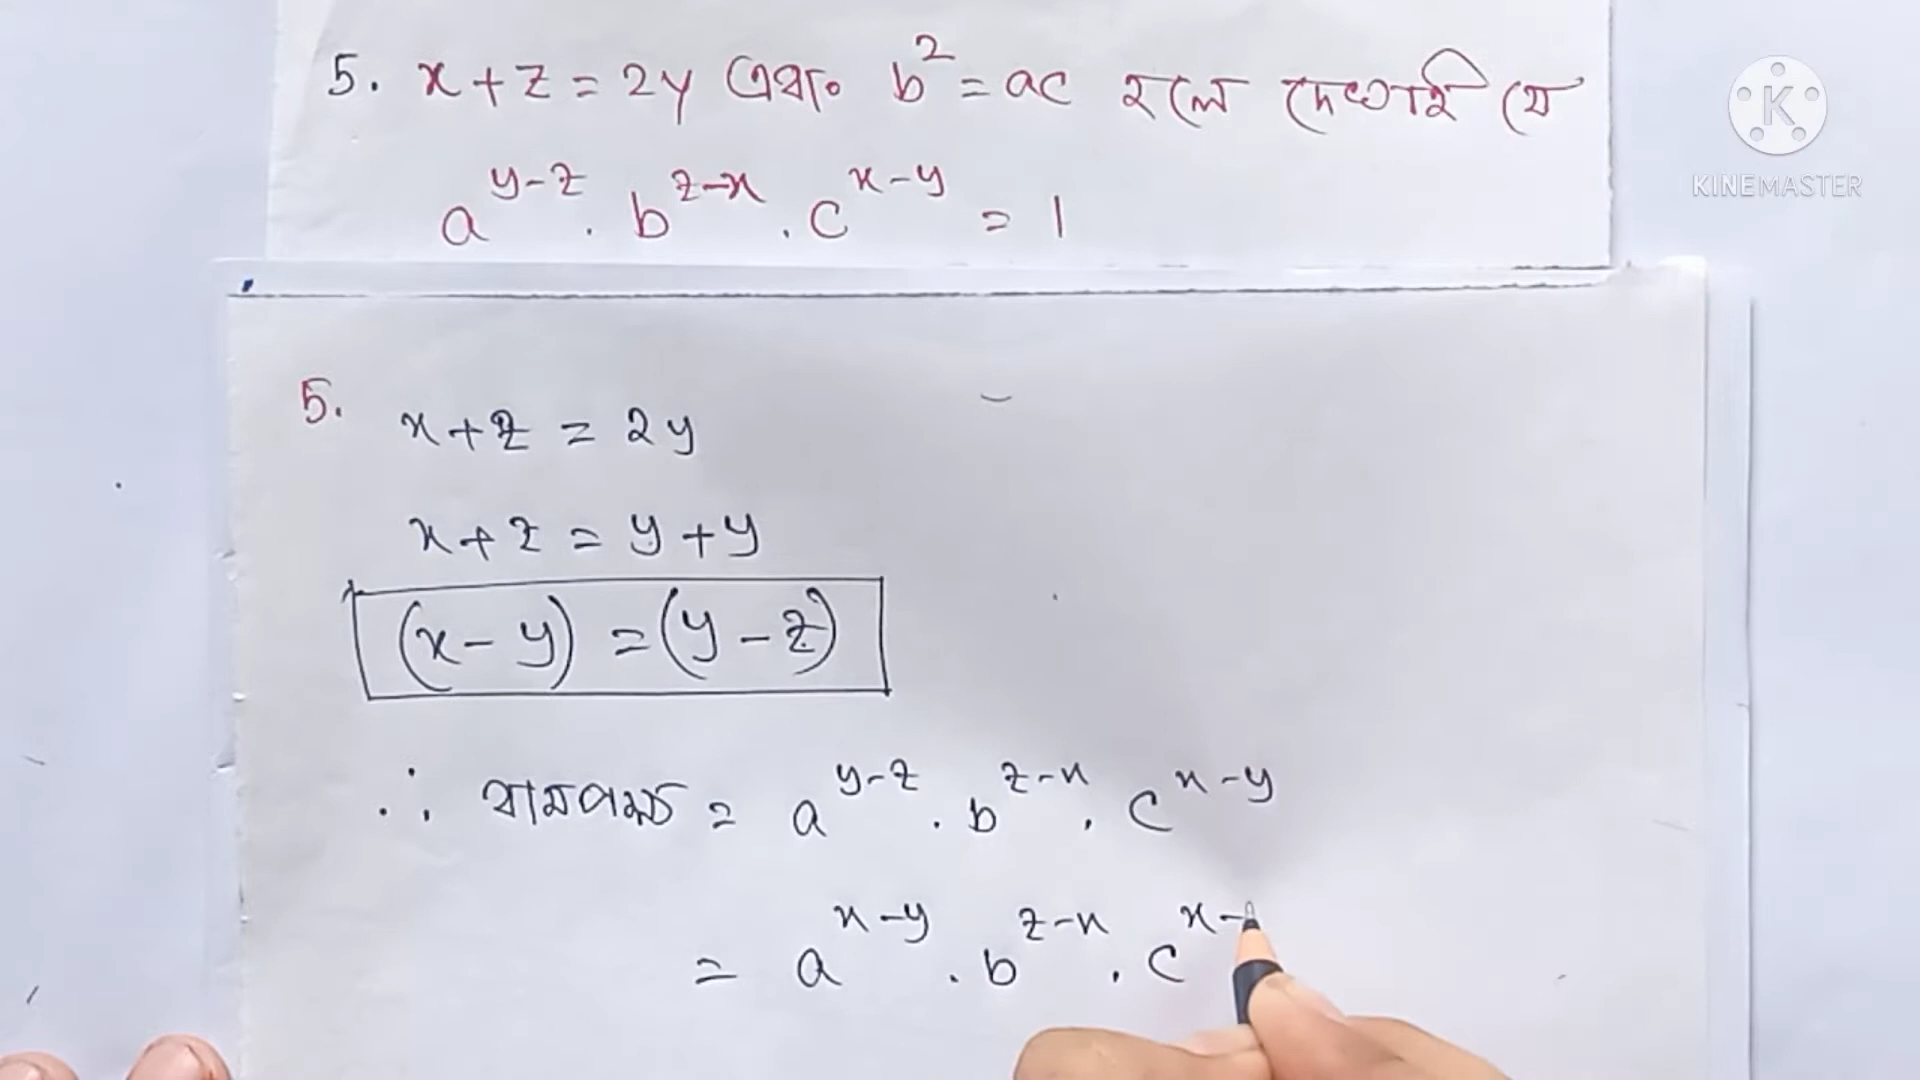 5. x+z=2y এবং b²=ac হলে দেখাই যে
a^{y-z} . b^{z-x} . c^{x-y} = 1
KINEMASTER
5. x+z = 2y
x+z = y+y
(x-y) = (y-z)
∴ বামপক্ষ = a^{y-z} . b^{z-x} . c^{x-y}
= a^{x-y} . b^{z-x} . c^{x-